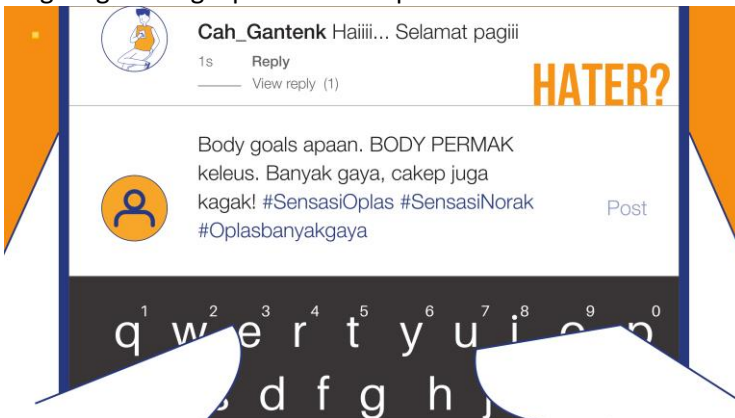 Cah_Gantenk Haiiii... Selamat pagiii
1s Reply
View reply (1)
HATER?
Body goals apaan. BODY PERMAK
keleus. Banyak gaya, cakep juga
kagak! #SensasiOplas #SensasiNorak
#Oplasbanyakgaya
Post
1 2 3 4 5 6 7 8 9 0
q w e r t y u i o p
d f g h j